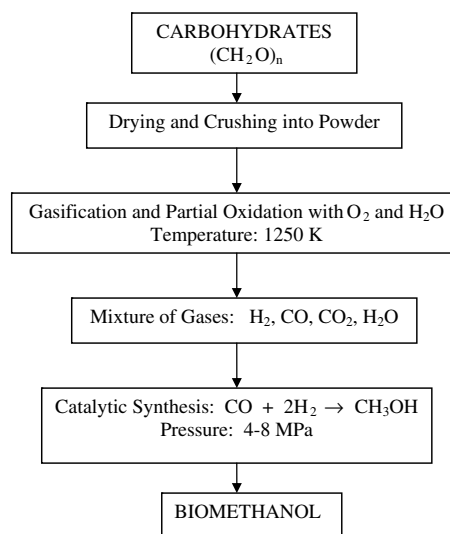 CARBOHYDRATES
(CH₂O)ₙ
Drying and Crushing into Powder
Gasification and Partial Oxidation with O₂ and H₂O
Temperature: 1250 K
Mixture of Gases: H₂, CO, CO₂, H₂O
Catalytic Synthesis: CO + 2H₂ → CH₃OH
Pressure: 4-8 MPa
BIOMETHANOL